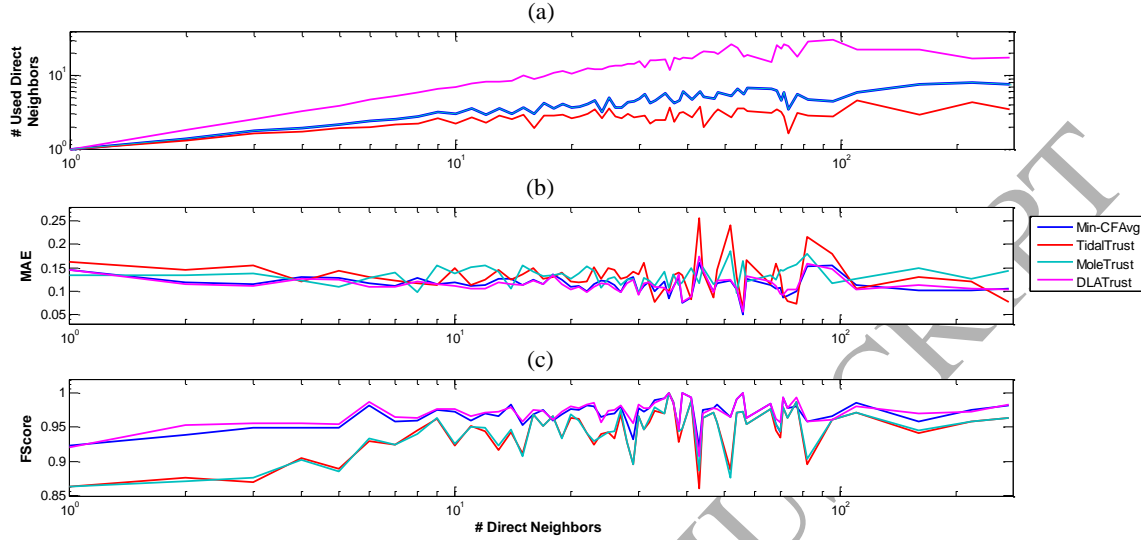 (a)
# Used Direct
Neighbors
10^1
10^0
10^0
10^1
10^2
(b)
MAE
0.25
0.2
0.15
0.1
0.05
10^0
10^1
10^2
Min-CFAvg
TidalTrust
MoleTrust
DLATrust
(c)
FScore
1
0.95
0.9
0.85
10^0
10^1
10^2
# Direct Neighbors